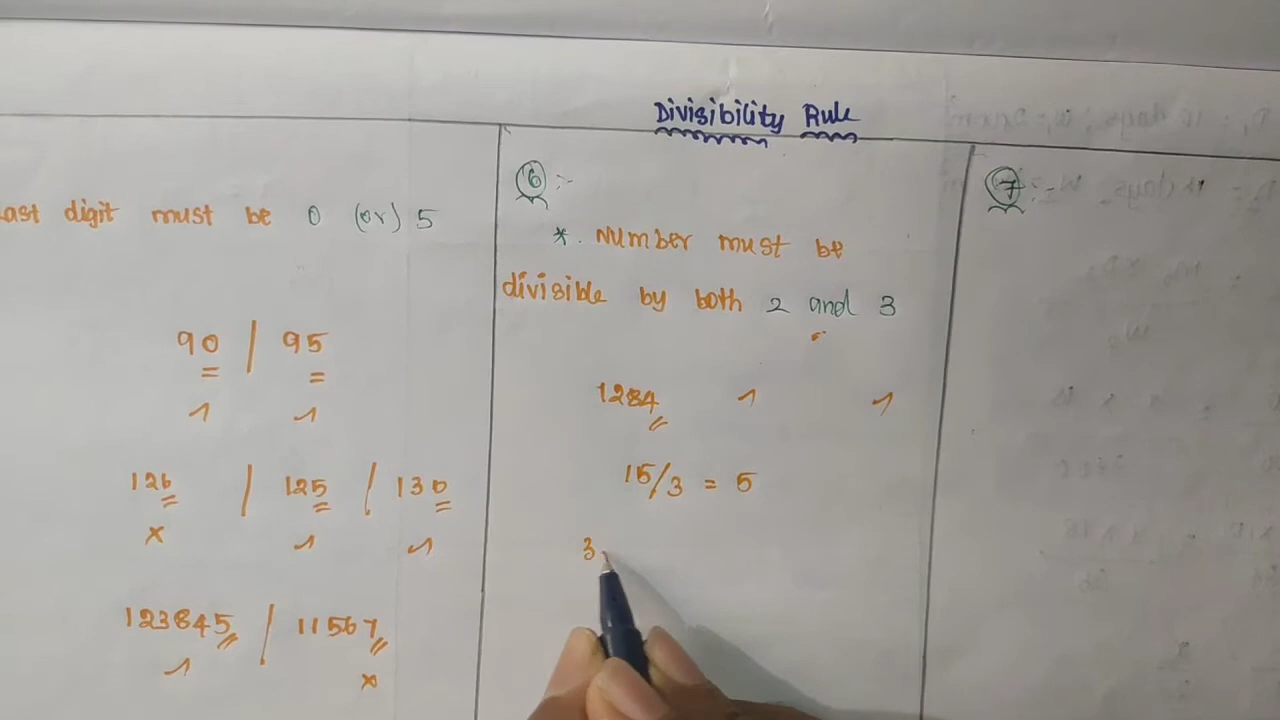 Divisibility Rule
last digit must be 0 (or) 5
90 / 95
126 / 125 / 130
x
123845 / 11567
x
6 :-
* Number must be
divisible by both 2 and 3
1284
15/3 = 5
3
7 :-